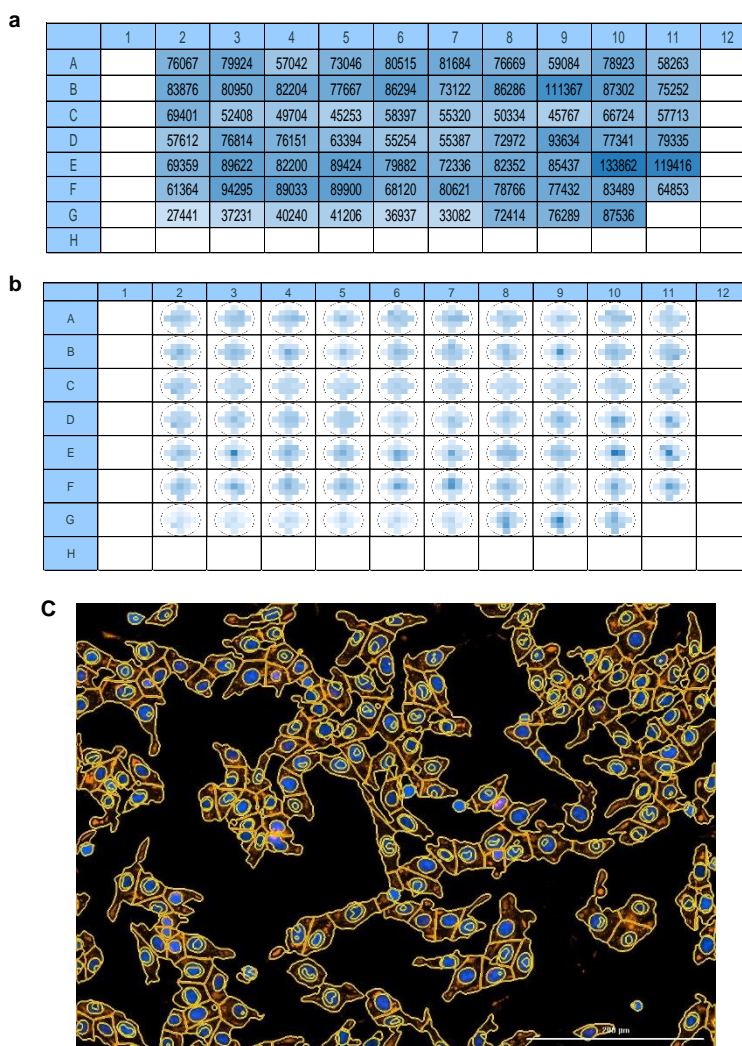 a
1 2 3 4 5 6 7 8 9 10 11 12
A 76067 79924 57042 73046 80515 81684 76669 59084 78923 58263
B 83876 80950 82204 77667 86294 73122 86286 111367 87302 75252
C 69401 52408 49704 45253 58397 55320 50334 45767 66724 57713
D 57612 76814 76151 63394 55254 55387 72972 93634 77341 79335
E 69359 89622 82200 89424 79882 72336 82352 85437 133862 119416
F 61364 94295 89033 89900 68120 80621 78766 77432 83489 64853
G 27441 37231 40240 41206 36937 33082 72414 76289 87536
H
b
1 2 3 4 5 6 7 8 9 10 11 12
A
B
C
D
E
F
G
H
C
200 µm